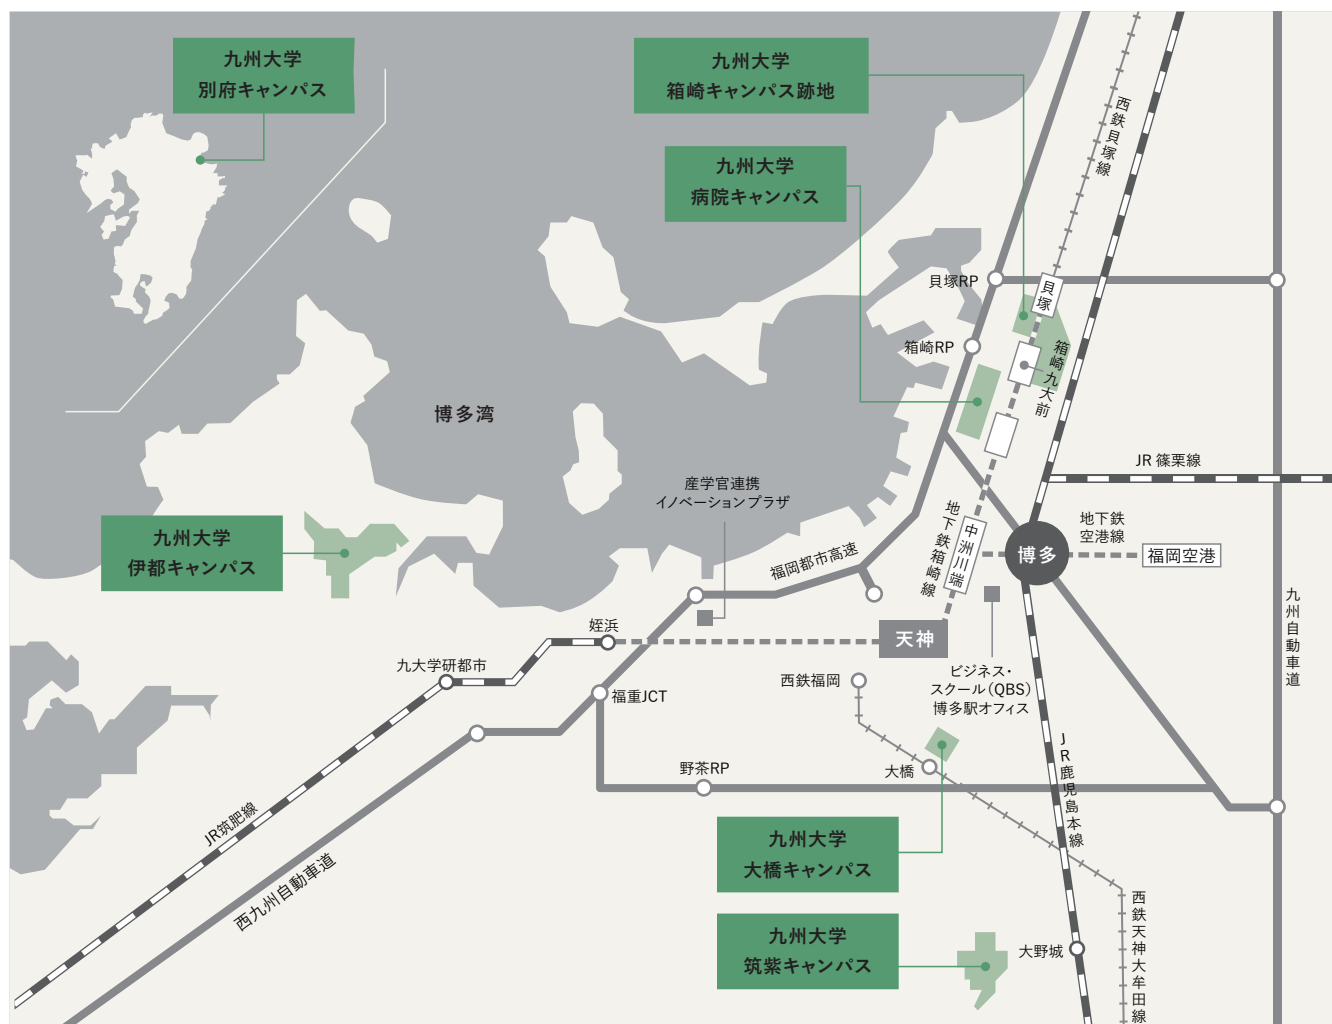 九州大学
別府キャンパス
九州大学
箱崎キャンパス跡地
九州大学
病院キャンパス
西鉄貝塚線
貝塚RP
貝塚
箱崎RP
箱崎九大前
博多湾
JR 篠栗線
産学官連携
イノベーションプラザ
地下鉄箱崎線
中洲川端
地下鉄
空港線
福岡空港
博多
九州大学
伊都キャンパス
福岡都市高速
九州自動車道
姪浜
天神
九大学研都市
ビジネス・
スクール（QBS）
博多駅オフィス
西鉄福岡
福重JCT
JR鹿児島本線
野茶RP
大橋
JR筑肥線
西九州自動車道
九州大学
大橋キャンパス
九州大学
筑紫キャンパス
大野城
西鉄天神大牟田線